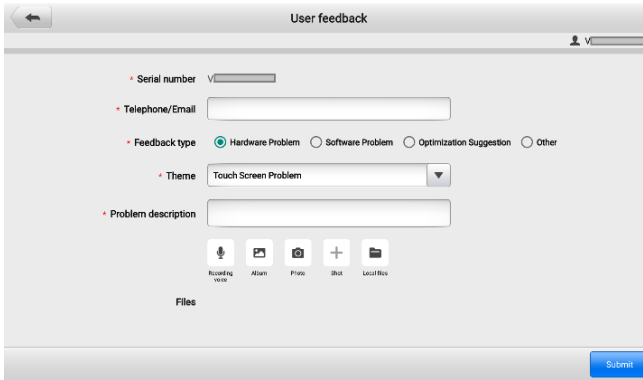 User feedback
V
* Serial number V
* Telephone/Email
* Feedback type Hardware Problem Software Problem Optimization Suggestion Other
* Theme Touch Screen Problem
* Problem description
Recording voice Album Photo Shot Local files
Files
Submit